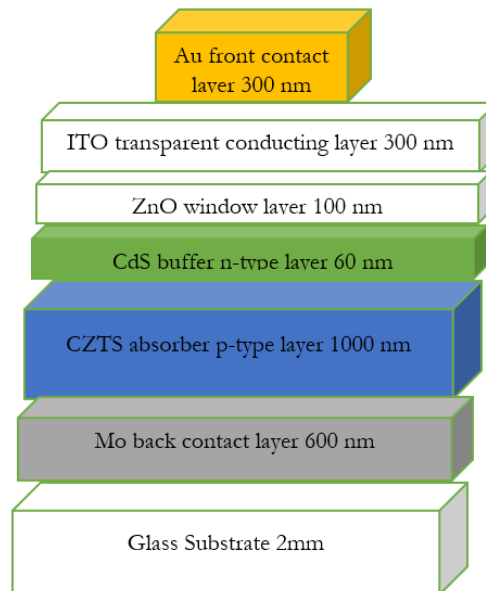 Au front contact
layer 300 nm
ITO transparent conducting layer 300 nm
ZnO window layer 100 nm
CdS buffer n-type layer 60 nm
CZTS absorber p-type layer 1000 nm
Mo back contact layer 600 nm
Glass Substrate 2mm